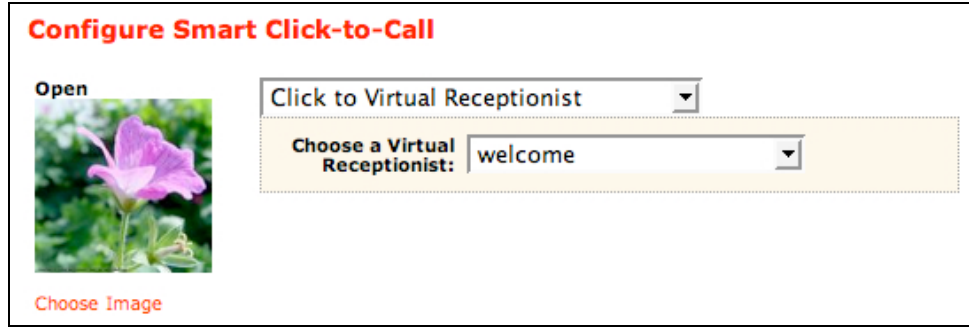 Configure Smart Click-to-Call
Open
Click to Virtual Receptionist
Choose a Virtual
Receptionist:
welcome
Choose Image